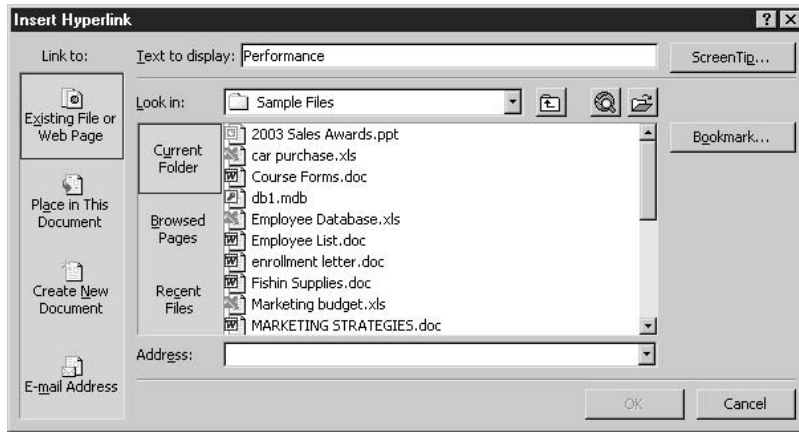 Insert Hyperlink
? X
Link to:
Text to display: Performance
ScreenTip...
Existing File or
Web Page
Look in: Sample Files
Bookmark...
Current
Folder
2003 Sales Awards.ppt
car purchase.xls
Course Forms.doc
db1.mdb
Place in This
Document
Browsed
Pages
Employee Database.xls
Employee List.doc
enrollment letter.doc
Create New
Document
Recent
Files
Fishin Supplies.doc
Marketing budget.xls
MARKETING STRATEGIES.doc
E-mail Address
Address:
OK
Cancel